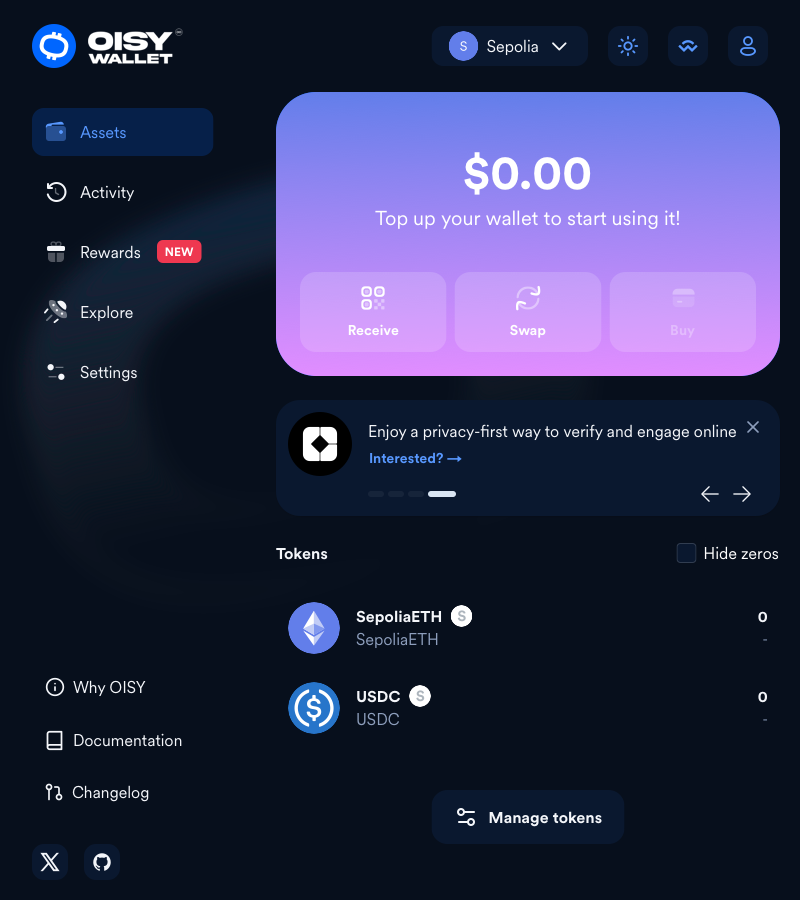 OISY
WALLET
S Sepolia
Assets
Activity
Rewards NEW
Explore
Settings
Why OISY
Documentation
Changelog
$0.00
Top up your wallet to start using it!
Receive
Swap
Buy
Enjoy a privacy-first way to verify and engage online
Interested? →
Tokens
Hide zeros
SepoliaETH S 0
SepoliaETH -
USDC S 0
USDC -
Manage tokens